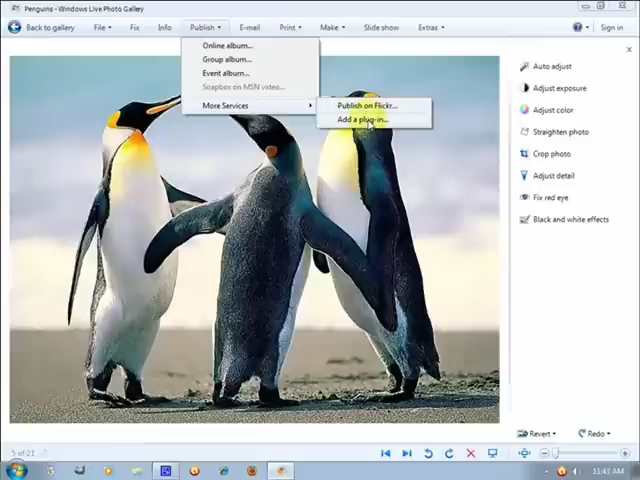 Penguins - Windows Live Photo Gallery
Back to gallery File Fix Info Publish E-mail Print Make Slide show Extras Sign in
Online album...
Group album...
Event album...
Soapbox on MSN video...
More Services
Publish on Flickr...
Add a plug-in...
Auto adjust
Adjust exposure
Adjust color
Straighten photo
Crop photo
Adjust detail
Fix red eye
Black and white effects
Revert Redo
5 of 21
11:43 AM